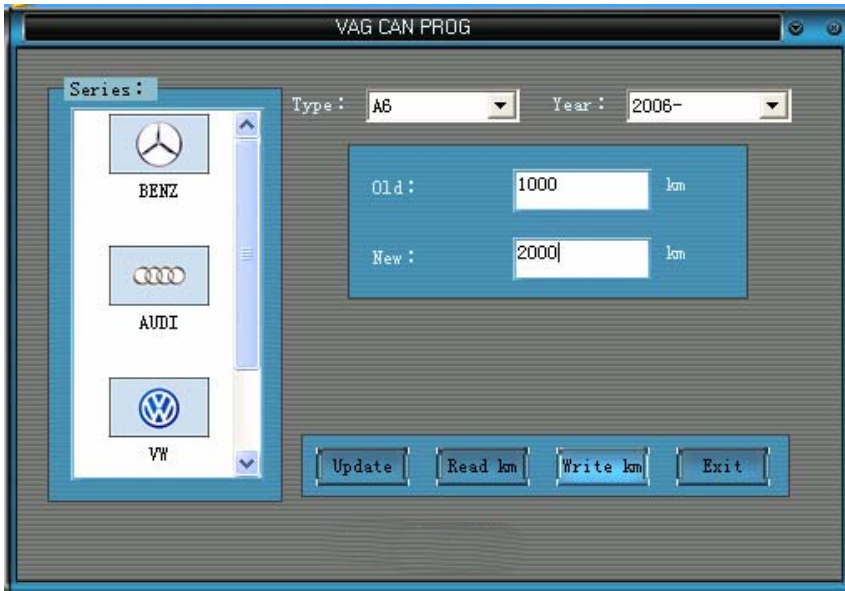 VAG CAN PROG
Series:
BENZ
AUDI
VW
Type: A6 Year: 2006-
Old: 1000 km
New: 2000 km
Update Read km Write km Exit